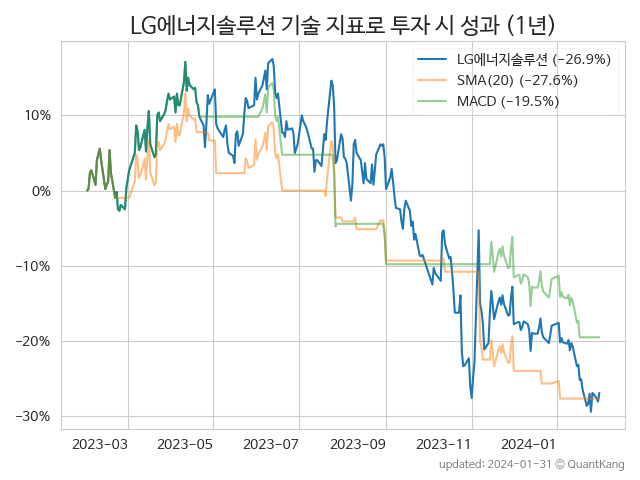 LG에너지솔루션 기술 지표로 투자 시 성과 (1년)
LG에너지솔루션 (−26.9%)
SMA(20) (−27.6%)
MACD (−19.5%)
10%
0%
−10%
−20%
−30%
2023-03 2023-05 2023-07 2023-09 2023-11 2024-01
updated: 2024-01-31 © QuantKang